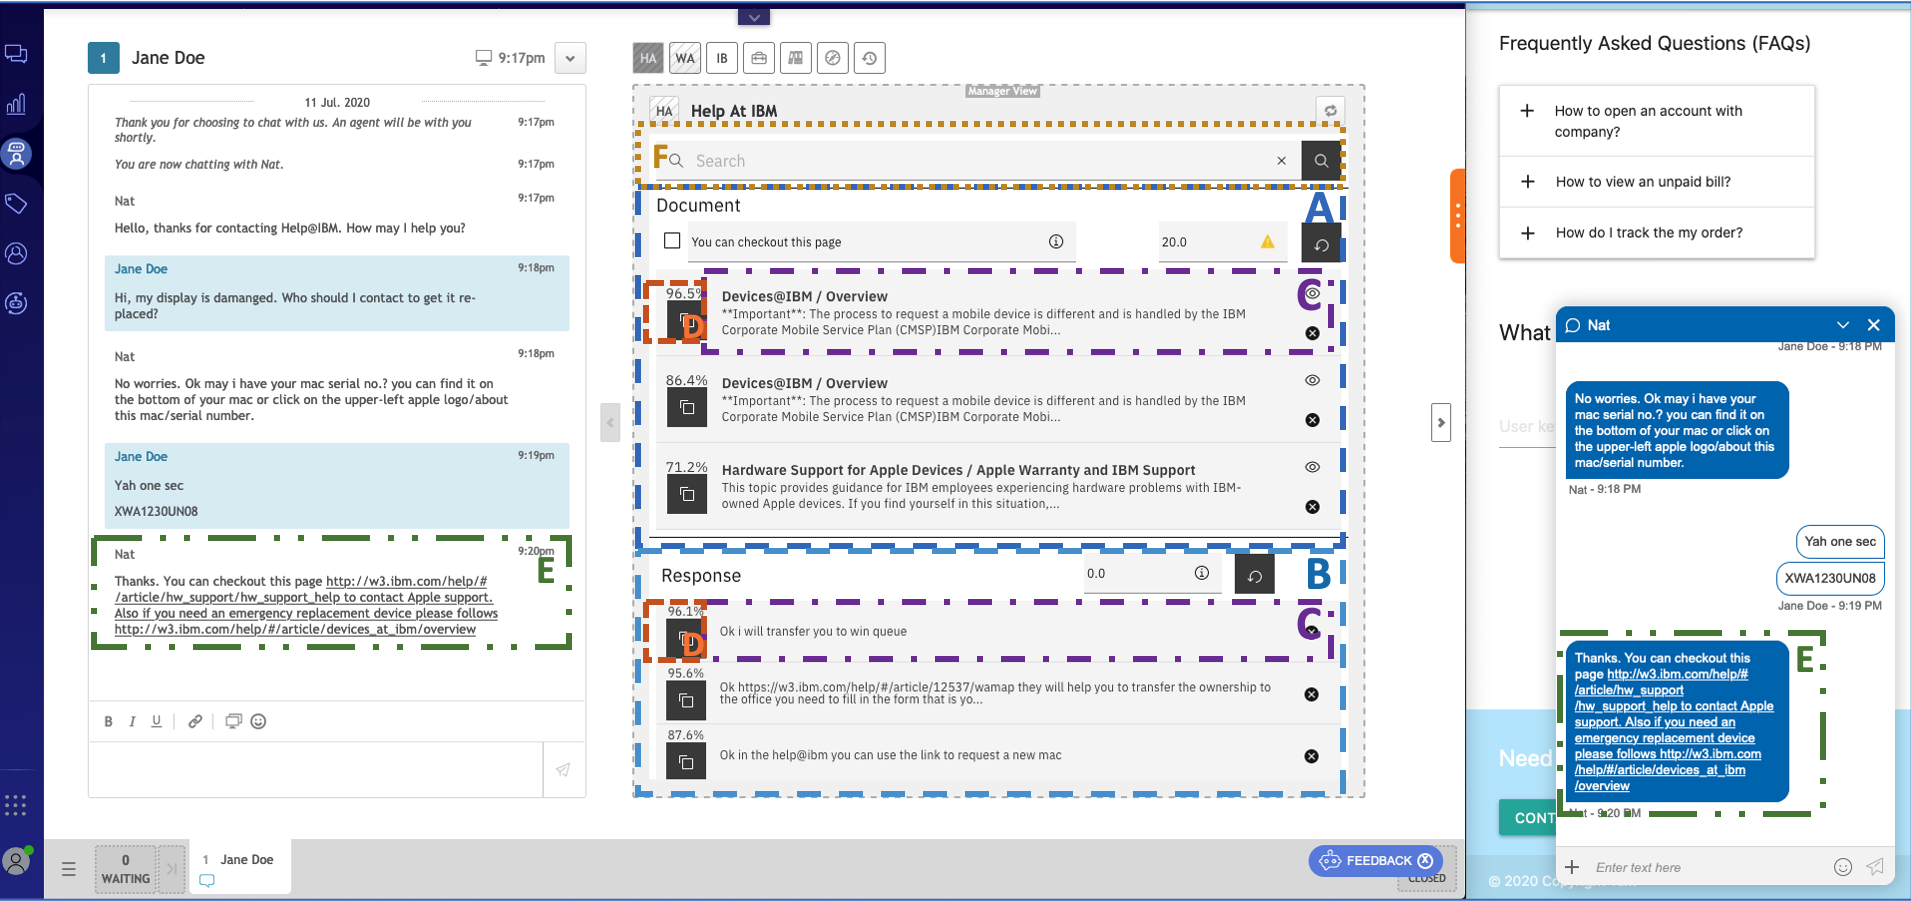 1 Jane Doe 9:17pm
11 Jul. 2020
Thank you for choosing to chat with us. An agent will be with you 9:17pm
shortly.
You are now chatting with Nat. 9:17pm
Nat 9:17pm
Hello, thanks for contacting Help@IBM. How may I help you?
Jane Doe 9:18pm
Hi, my display is damanged. Who should I contact to get it re-
placed?
Nat 9:18pm
No worries. Ok may i have your mac serial no.? you can find it on
the bottom of your mac or click on the upper-left apple logo/about
this mac/serial number.
Jane Doe 9:19pm
Yah one sec
XWA1230UN08
Nat 9:20pm
E
Thanks. You can checkout this page http://w3.ibm.com/help/#
/article/hw_support/hw_support_help to contact Apple support.
Also if you need an emergency replacement device please follows
http://w3.ibm.com/help/#/article/devices_at_ibm/overview
B I U
0
WAITING
1 Jane Doe
HA WA IB
Manager View
HA Help At IBM
F Search
Document A
You can checkout this page 20.0
96.5% Devices@IBM / Overview C
D **Important**: The process to request a mobile device is different and is handled by the IBM
Corporate Mobile Service Plan (CMSP)IBM Corporate Mobi...
86.4% Devices@IBM / Overview
**Important**: The process to request a mobile device is different and is handled by the IBM
Corporate Mobile Service Plan (CMSP)IBM Corporate Mobi...
71.2% Hardware Support for Apple Devices / Apple Warranty and IBM Support
This topic provides guidance for IBM employees experiencing hardware problems with IBM-
owned Apple devices. If you find yourself in this situation,...
Response 0.0 B
96.1% C
D Ok i will transfer you to win queue
95.6%
Ok https://w3.ibm.com/help/#/article/12537/wamap they will help you to transfer the ownership to
the office you need to fill in the form that is yo...
87.6%
Ok in the help@ibm you can use the link to request a new mac
FEEDBACK
CLOSED
Frequently Asked Questions (FAQs)
How to open an account with
company?
How to view an unpaid bill?
How do I track the my order?
What
User ke
Need
CONT
© 2020 Copyright
Nat
Jane Doe - 9:18 PM
No worries. Ok may i have your
mac serial no.? you can find it on
the bottom of your mac or click on
the upper-left apple logo/about this
mac/serial number.
Nat - 9:18 PM
Yah one sec
XWA1230UN08
Jane Doe - 9:19 PM
E
Thanks. You can checkout this
page http://w3.ibm.com/help/#
/article/hw_support
/hw_support_help to contact Apple
support. Also if you need an
emergency replacement device
please follows http://w3.ibm.com
/help/#/article/devices_at_ibm
/overview
Nat - 9:20 PM
Enter text here